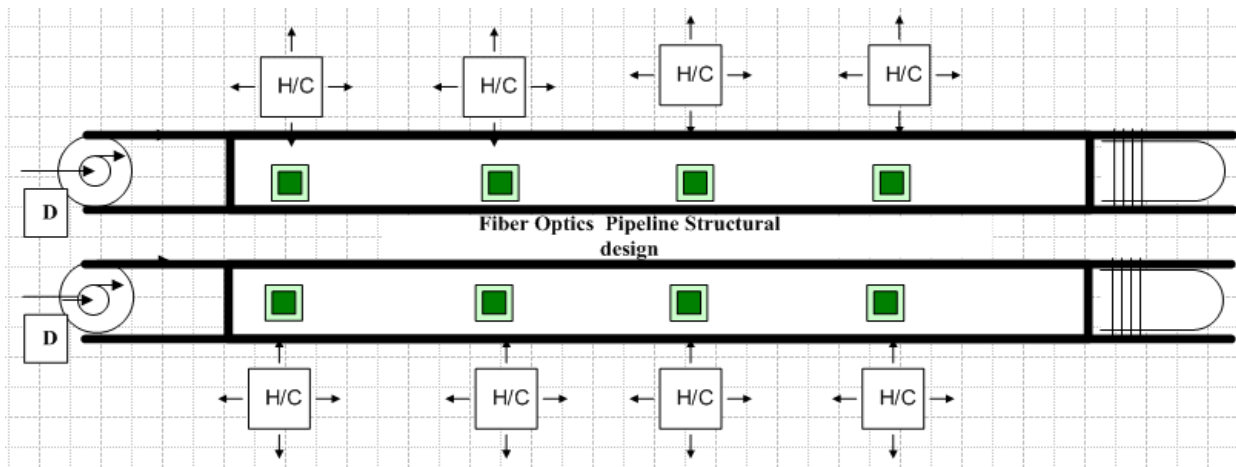 H/C H/C H/C H/C
D
Fiber Optics Pipeline Structural
design
D
H/C H/C H/C H/C